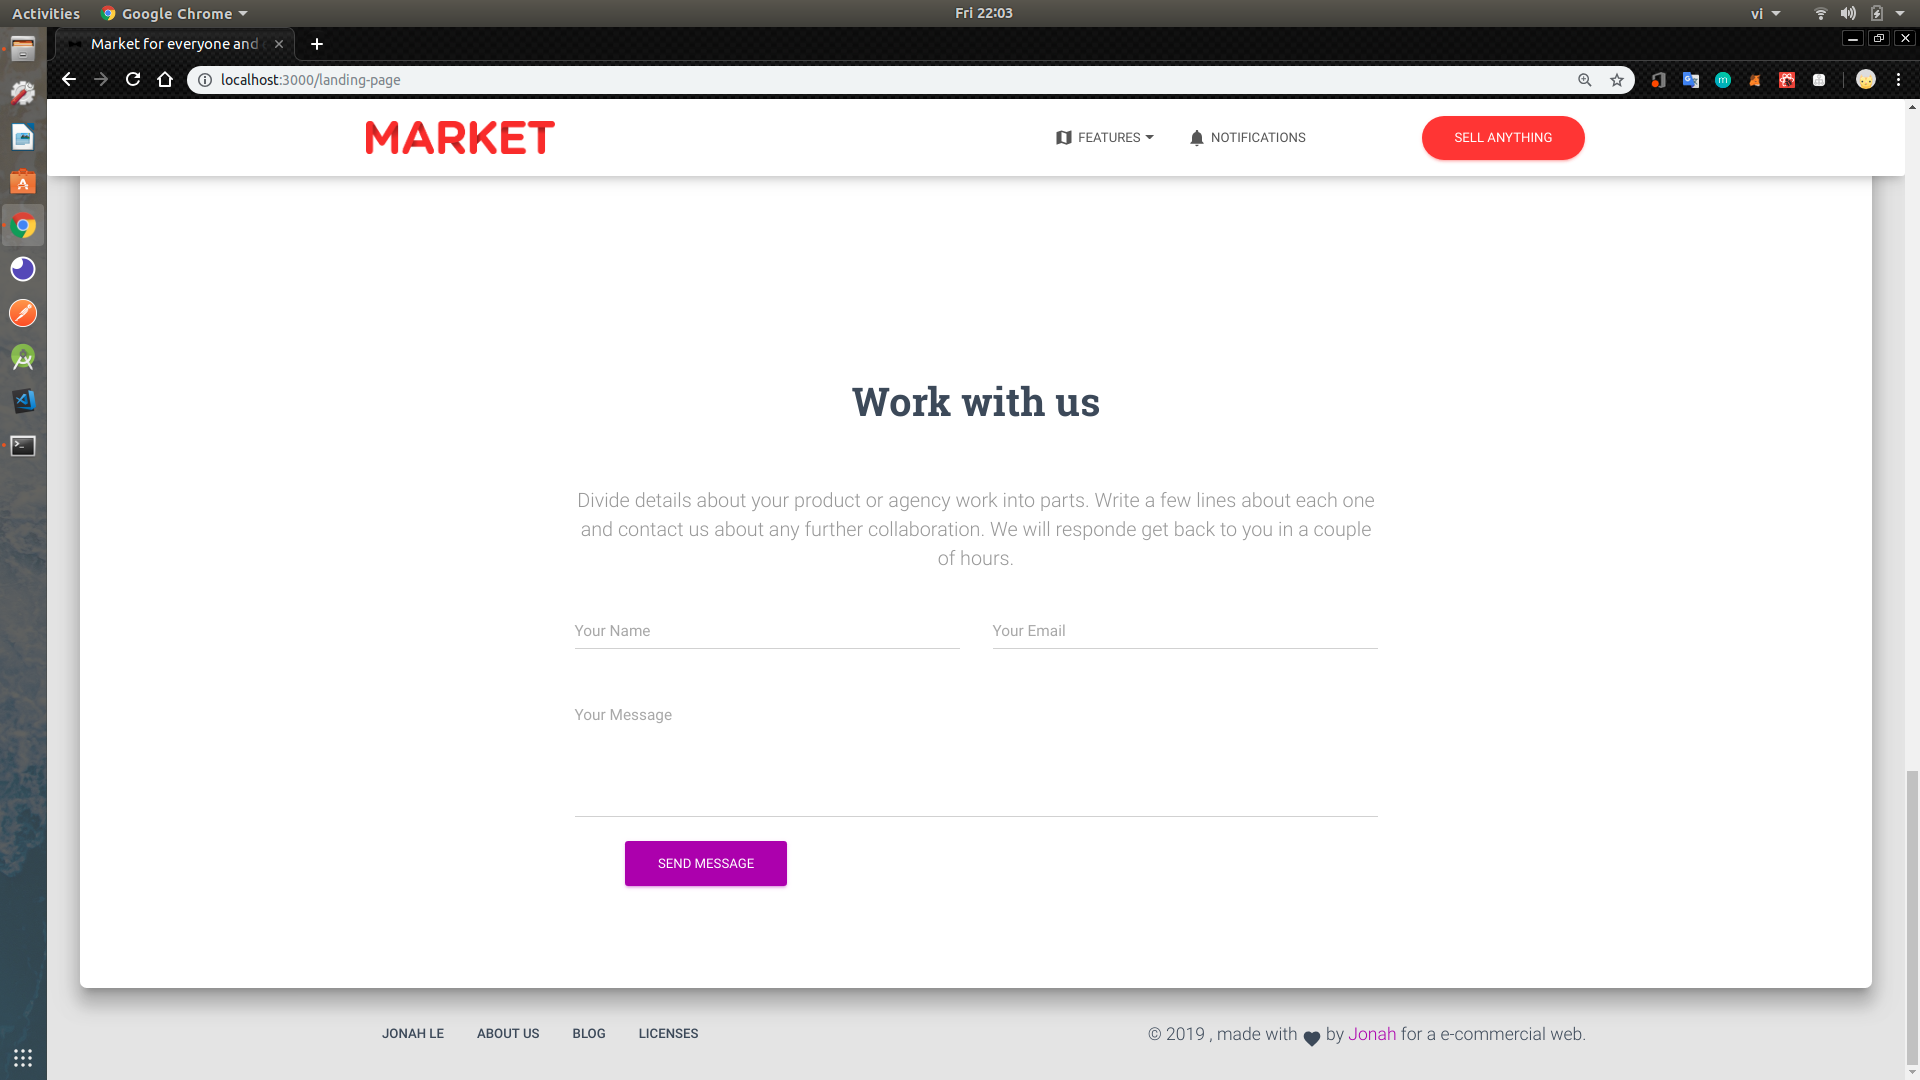 Activities
Google Chrome
Fri 22:03
vi
Market for everyone and
localhost:3000/landing-page
MARKET
FEATURES
NOTIFICATIONS
SELL ANYTHING
Work with us
Divide details about your product or agency work into parts. Write a few lines about each one
and contact us about any further collaboration. We will responde get back to you in a couple
of hours.
Your Name
Your Email
Your Message
SEND MESSAGE
JONAH LE
ABOUT US
BLOG
LICENSES
© 2019 , made with by Jonah for a e-commercial web.